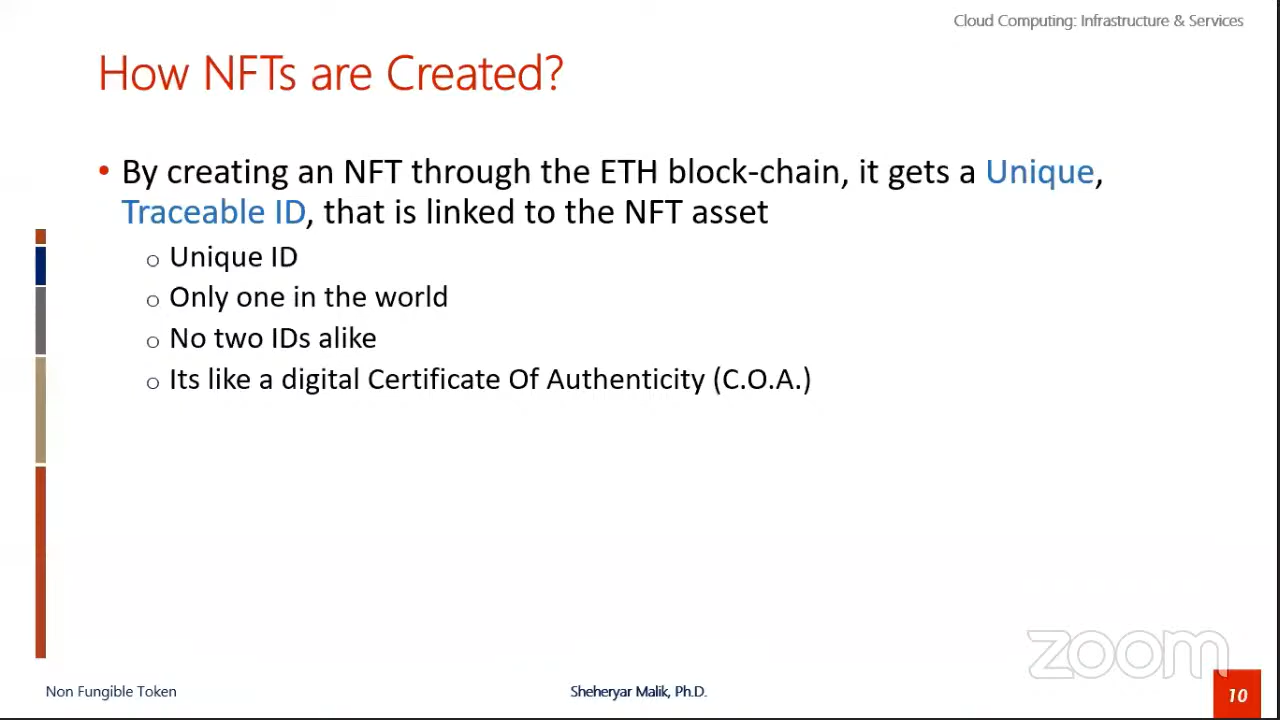 Cloud Computing: Infrastructure & Services
How NFTs are Created?
• By creating an NFT through the ETH block-chain, it gets a Unique,
Traceable ID, that is linked to the NFT asset
o Unique ID
o Only one in the world
o No two IDs alike
o Its like a digital Certificate Of Authenticity (C.O.A.)
zoom
Non Fungible Token
Sheheryar Malik, Ph.D.
10